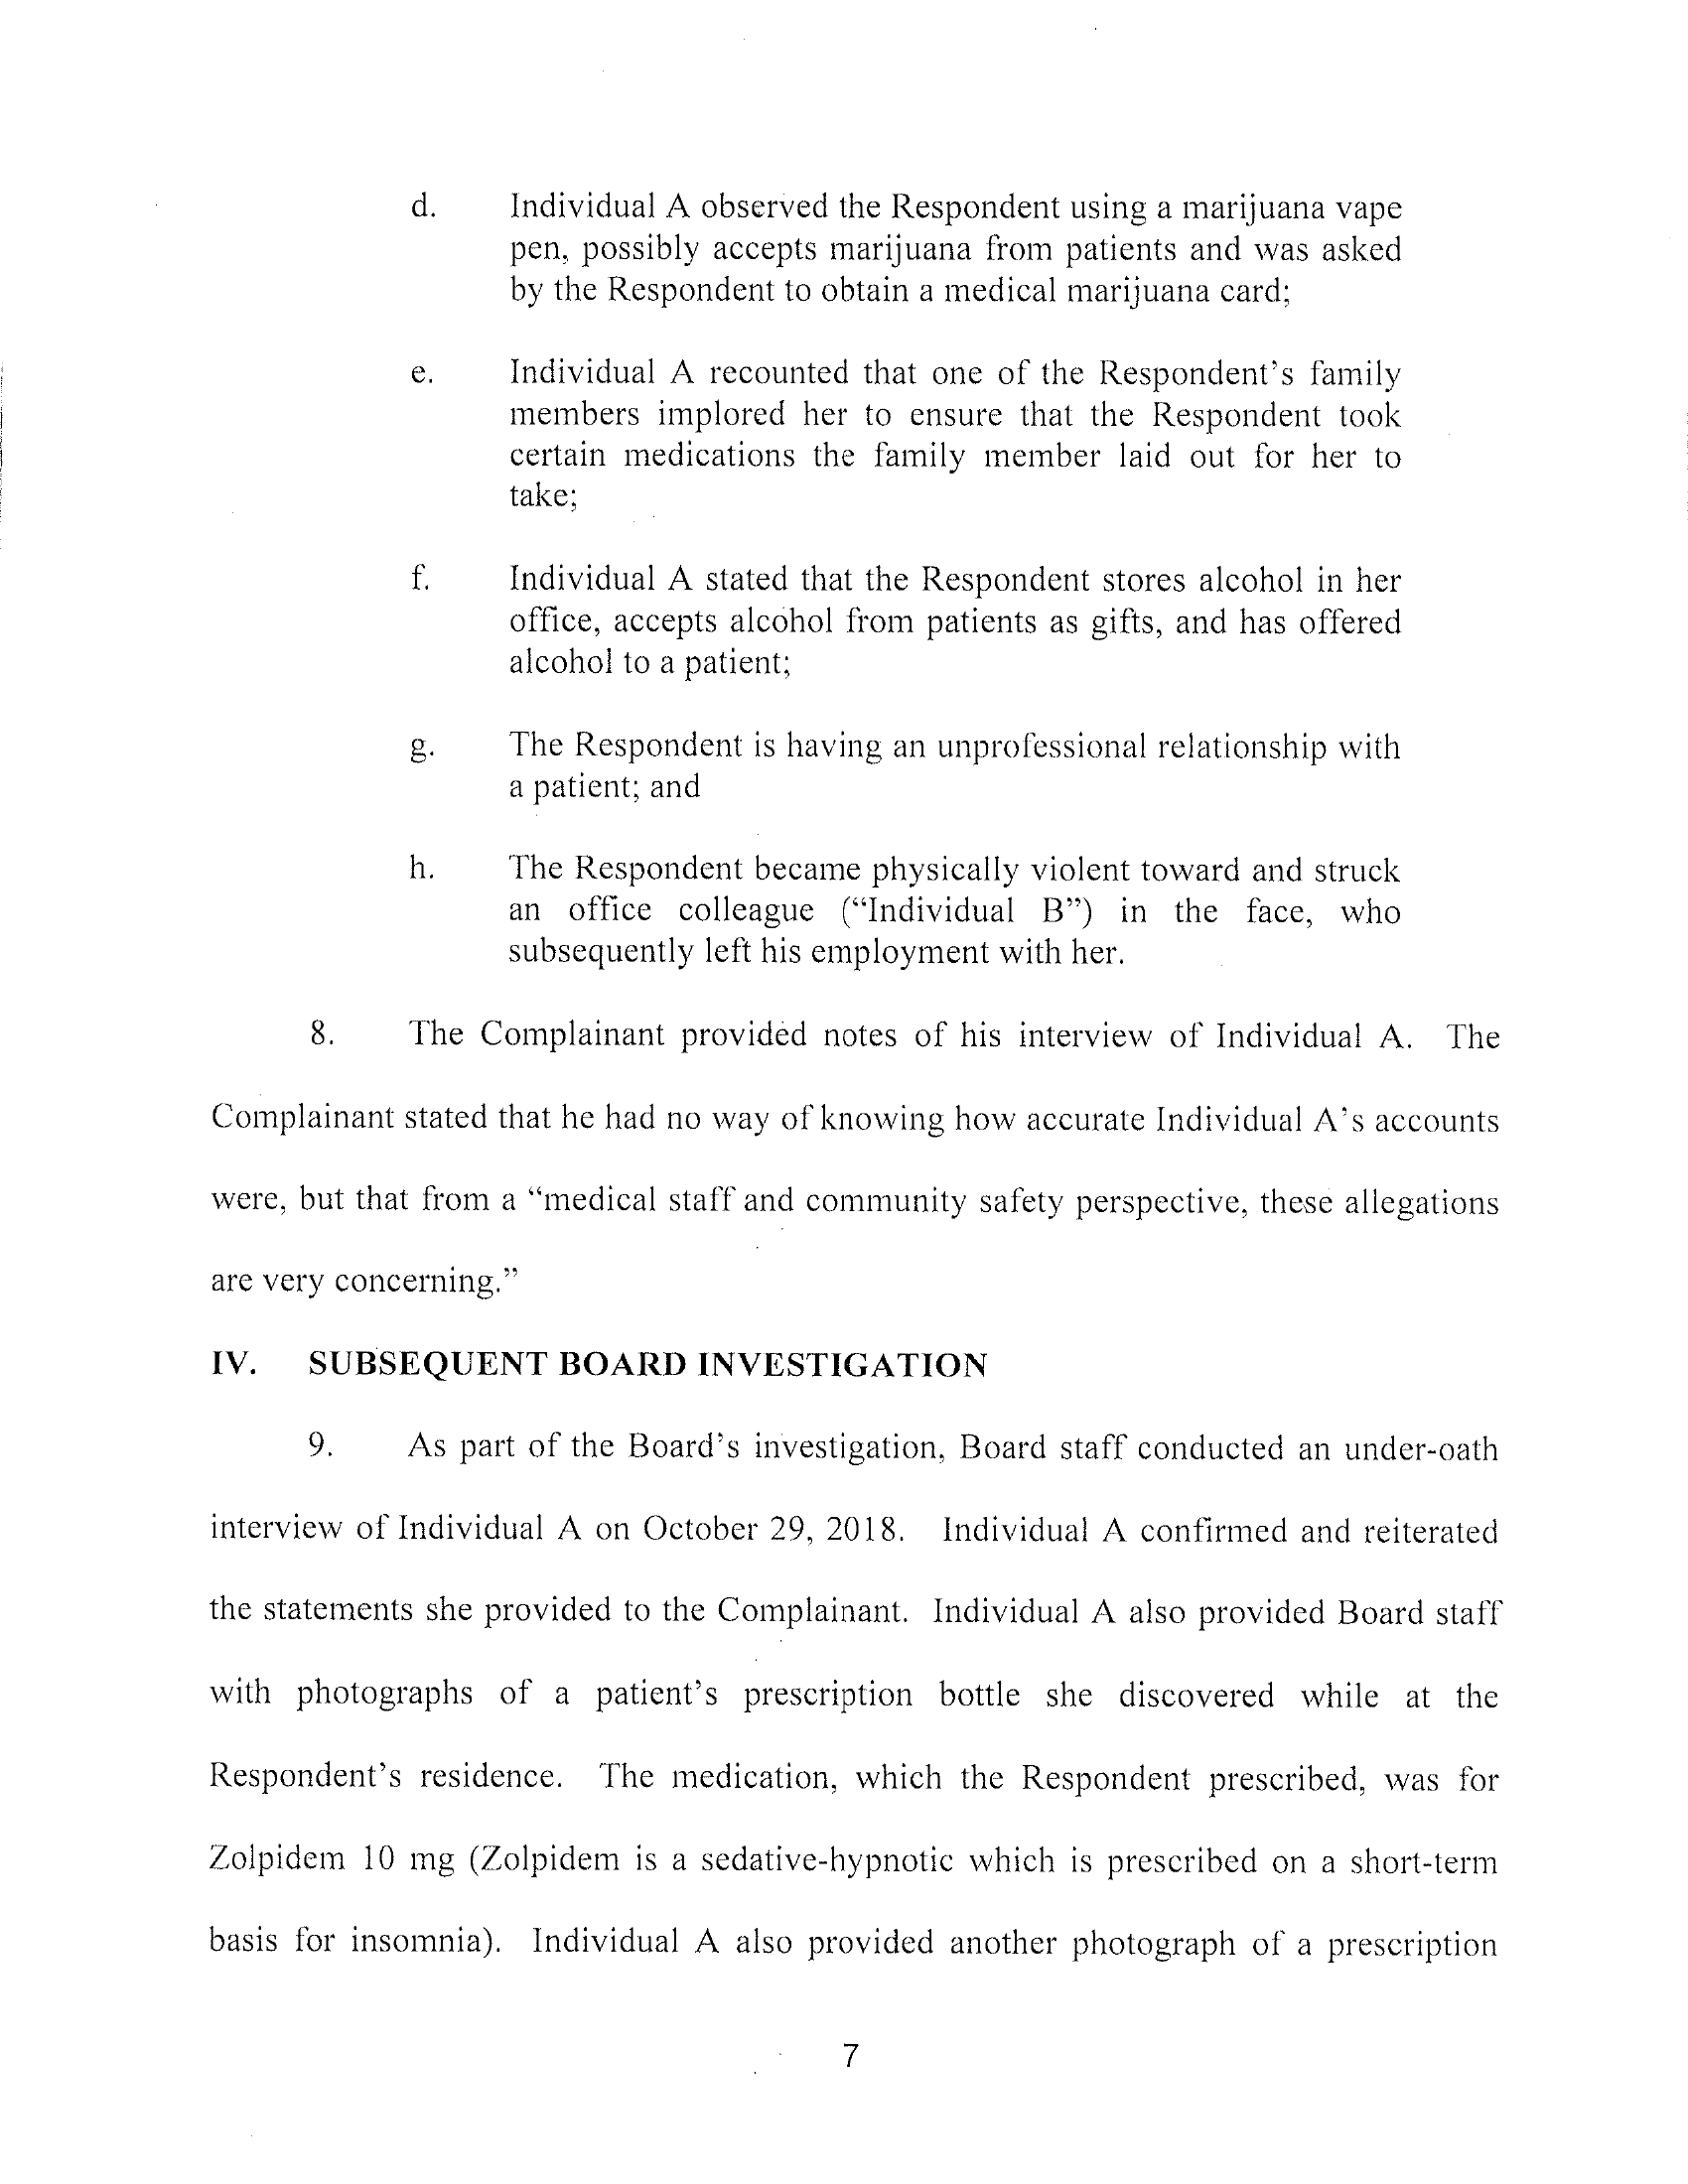 d. Individual A observed the Respondent using a marijuana vape
pen, possibly accepts marijuana from patients and was asked
by the Respondent to obtain a medical marijuana card;
e. Individual A recounted that one of the Respondent's family
members implored her to ensure that the Respondent took
certain medications the family member laid out for her to
take;
f. Individual A stated that the Respondent stores alcohol in her
office, accepts alcohol from patients as gifts, and has offered
alcohol to a patient;
g. The Respondent is having an unprofessional relationship with
a patient; and
h. The Respondent became physically violent toward and struck
an office colleague (“Individual B”) in the face, who
subsequently left his employment with her.
8. The Complainant provided notes of his interview of Individual A. The
Complainant stated that he had no way of knowing how accurate Individual A's accounts
were, but that from a “medical staff and community safety perspective, these allegations
are very concerning.”
IV. SUBSEQUENT BOARD INVESTIGATION
9. As part of the Board's investigation, Board staff conducted an under-oath
interview of Individual A on October 29, 2018. Individual A confirmed and reiterated
the statements she provided to the Complainant. Individual A also provided Board staff
with photographs of a patient's prescription bottle she discovered while at the
Respondent's residence. The medication, which the Respondent prescribed, was for
Zolpidem 10 mg (Zolpidem is a sedative-hypnotic which is prescribed on a short-term
basis for insomnia). Individual A also provided another photograph of a prescription
7